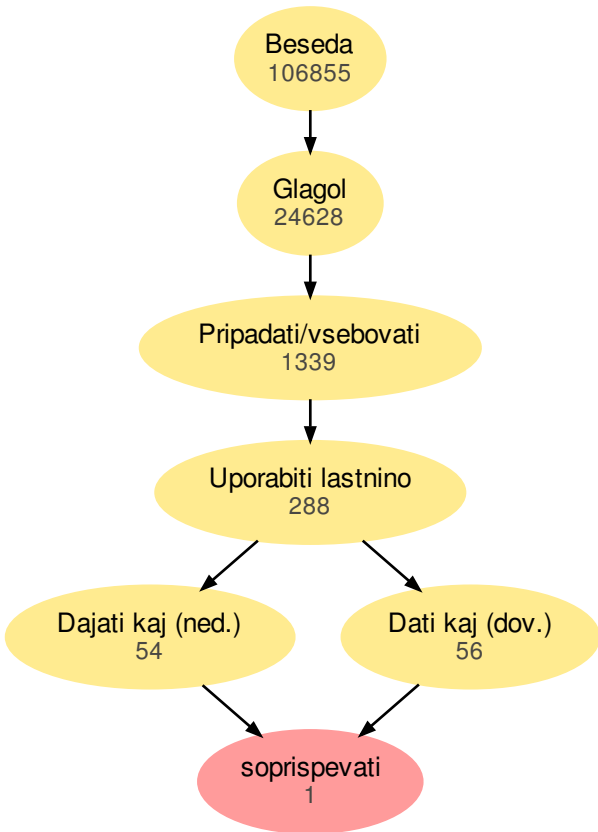 Beseda
106855
Glagol
24628
Pripadati/vsebovati
1339
Uporabiti lastnino
288
Dajati kaj (ned.)
54
Dati kaj (dov.)
56
soprispevati
1